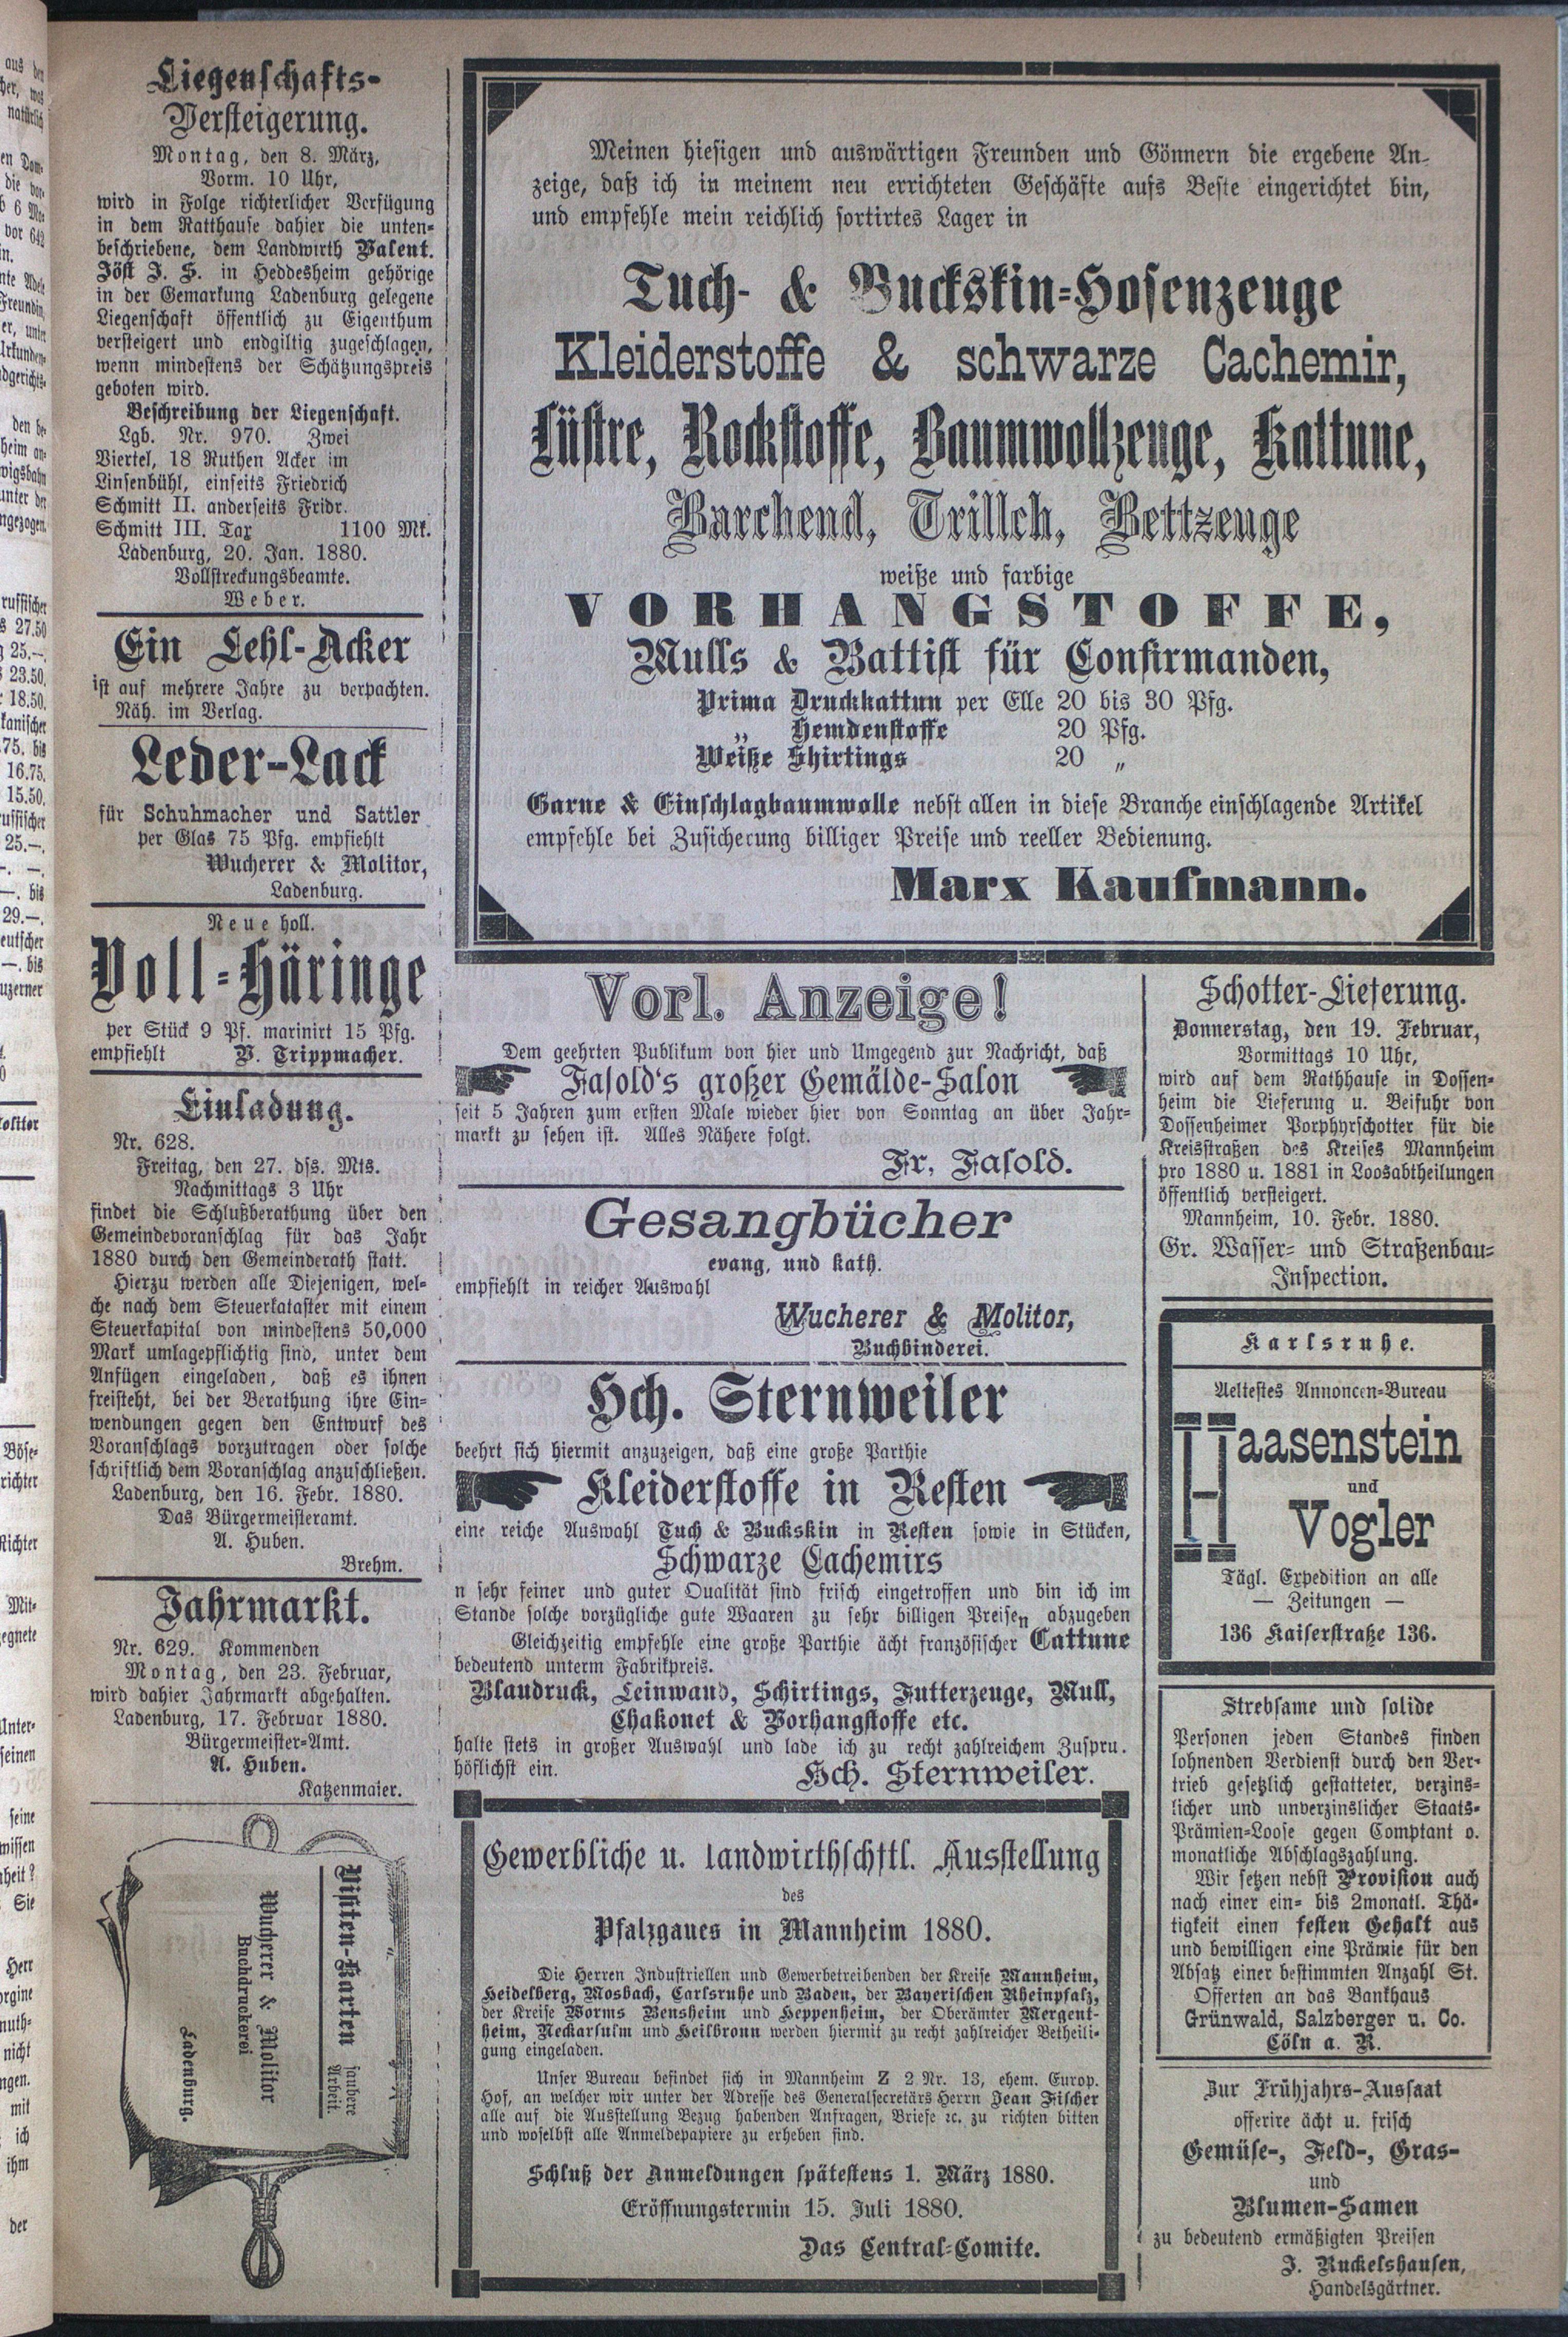 Liegenschafts-
Versteigerung.
Montag, den 8. März,
Vorm. 10 Uhr,
wird in Folge richterlicher Verfügung
in dem Ratthause dahier die unten-
beschriebene, dem Landwirth Valent.
Jöst J. S. in Heddesheim gehörige
in der Gemarkung Ladenburg gelegene
Liegenschaft öffentlich zu Eigenthum
versteigert und endgiltig zugeschlagen,
wenn mindestens der Schätzungspreis
geboten wird.
Beschreibung der Liegenschaft.
Lgb. Nr. 970. Zwei
Viertel, 18 Ruthen Acker im
Linsenbühl, einseits Friedrich
Schmitt II. anderseits Fridr.
Schmitt III. Tax 1100 Mk.
Ladenburg, 20. Jan. 1880.
Vollstreckungsbeamte.
Weber.
Ein Lehl-Acker
ist auf mehrere Jahre zu verpachten.
Näh. im Verlag.
Leder-Lack
für Schuhmacher und Sattler
per Glas 75 Pfg. empfiehlt
Wucherer & Molitor,
Ladenburg.
Neue holl.
Voll-Häringe
per Stück 9 Pf. marinirt 15 Pfg.
empfiehlt V. Trippmacher.
Einladung.
Nr. 628.
Freitag, den 27. dss. Mts.
Nachmittags 3 Uhr
findet die Schlußberathung über den
Gemeindevoranschlag für das Jahr
1880 durch den Gemeinderath statt.
Hierzu werden alle Diejenigen, wel-
che nach dem Steuerkataster mit einem
Steuerkapital von mindestens 50,000
Mark umlagepflichtig sind, unter dem
Anfügen eingeladen, daß es ihnen
freisteht, bei der Berathung ihre Ein-
wendungen gegen den Entwurf des
Voranschlags vorzutragen oder solche
schriftlich dem Voranschlag anzuschließen.
Ladenburg, den 16. Febr. 1880.
Das Bürgermeisteramt.
A. Huben.
Brehm.
Jahrmarkt.
Nr. 629. Kommenden
Montag, den 23. Februar,
wird dahier Jahrmarkt abgehalten.
Ladenburg, 17. Februar 1880.
Bürgermeister-Amt.
A. Huben.
Katzenmaier.
Visiten-Karten
saubere
Arbeit.
Wucherer & Molitor
Buchdruckerei
Ladenburg.
Meinen hiesigen und auswärtigen Freunden und Gönnern die ergebene An-
zeige, daß ich in meinem neu errichteten Geschäfte aufs Beste eingerichtet bin,
und empfehle mein reichlich sortirtes Lager in
Tuch- & Buckskin-Hosenzeuge
Kleiderstoffe & schwarze Cachemir,
Lüstre, Rockstoffe, Baumwollzeuge, Kattune,
Barchend, Trillch, Bettzeuge
weiße und farbige
VORHANGSTOFFE,
Mulls & Battist für Confirmanden,
Prima Druckkattun per Elle 20 bis 30 Pfg.
„ Hemdenstoffe 20 Pfg.
Weiße Shirtings 20 „
Garne & Einschlagbaumwolle nebst allen in diese Branche einschlagende Artikel
empfehle bei Zusicherung billiger Preise und reeller Bedienung.
Marx Kaufmann.
Vorl. Anzeige!
Dem geehrten Publikum von hier und Umgegend zur Nachricht, daß
Fasold's großer Gemälde-Salon
seit 5 Jahren zum ersten Male wieder hier von Sonntag an über Jahr-
markt zu sehen ist. Alles Nähere folgt.
Fr. Fasold.
Gesangbücher
evang. und kath.
empfiehlt in reicher Auswahl
Wucherer & Molitor,
Buchbinderei.
Hch. Sternweiler
beehrt sich hiermit anzuzeigen, daß eine große Parthie
Kleiderstoffe in Resten
eine reiche Auswahl Tuch & Buckskin in Resten sowie in Stücken,
Schwarze Cachemirs
n sehr feiner und guter Qualität sind frisch eingetroffen und bin ich im
Stande solche vorzügliche gute Waaren zu sehr billigen Preisen abzugeben
Gleichzeitig empfehle eine große Parthie ächt französischer Cattune
bedeutend unterm Fabrikpreis.
Blaudruck, Leinwand, Schirtings, Futterzeuge, Mull,
Chakonet & Vorhangstoffe etc.
halte stets in großer Auswahl und lade ich zu recht zahlreichem Zuspru.
höflichst ein.
Hch. Sternweiler.
Gewerbliche u. landwirthschftl. Ausstellung
des
Pfalzgaues in Mannheim 1880.
Die Herren Industriellen und Gewerbetreibenden der Kreise Mannheim,
Heidelberg, Mosbach, Carlsruhe und Baden, der Bayerischen Rheinpfalz,
der Kreise Worms Bensheim und Heppenheim, der Oberämter Mergent-
heim, Neckarsulm und Heilbronn werden hiermit zu recht zahlreicher Betheili-
gung eingeladen.
Unser Bureau befindet sich in Mannheim Z 2 Nr. 13, ehem. Europ.
Hof, an welcher wir unter der Adresse des Generalsecretärs Herrn Jean Fischer
alle auf die Ausstellung Bezug habenden Anfragen, Briefe ꝛc. zu richten bitten
und woselbst alle Anmeldepapiere zu erheben sind.
Schluß der Anmeldungen spätestens 1. März 1880.
Eröffnungstermin 15. Juli 1880.
Das Central-Comite.
Schotter-Lieferung.
Donnerstag, den 19. Februar,
Vormittags 10 Uhr,
wird auf dem Rathhause in Dossen-
heim die Lieferung u. Beifuhr von
Dossenheimer Porphyrschotter für die
Kreisstraßen des Kreises Mannheim
pro 1880 u. 1881 in Loosabtheilungen
öffentlich versteigert.
Mannheim, 10. Febr. 1880.
Gr. Wasser- und Straßenbau-
Inspection.
Karlsruhe.
Aeltestes Annoncen-Bureau
Haasenstein
und
Vogler
Tägl. Expedition an alle
— Zeitungen —
136 Kaiserstraße 136.
Strebsame und solide
Personen jeden Standes finden
lohnenden Verdienst durch den Ver-
trieb gesetzlich gestatteter, verzins-
licher und unverzinslicher Staats-
Prämien-Loose gegen Comptant o.
monatliche Abschlagszahlung.
Wir setzen nebst Provision auch
nach einer ein- bis 2monatl. Thä-
tigkeit einen festen Gehalt aus
und bewilligen eine Prämie für den
Absatz einer bestimmten Anzahl St.
Offerten an das Bankhaus
Grünwald, Salzberger u. Co.
Cöln a. R.
Zur Frühjahrs-Aussaat
offerire ächt u. frisch
Gemüse-, Feld-, Gras-
und
Blumen-Samen
zu bedeutend ermäßigten Preisen
J. Ruckelshausen,
Handelsgärtner.